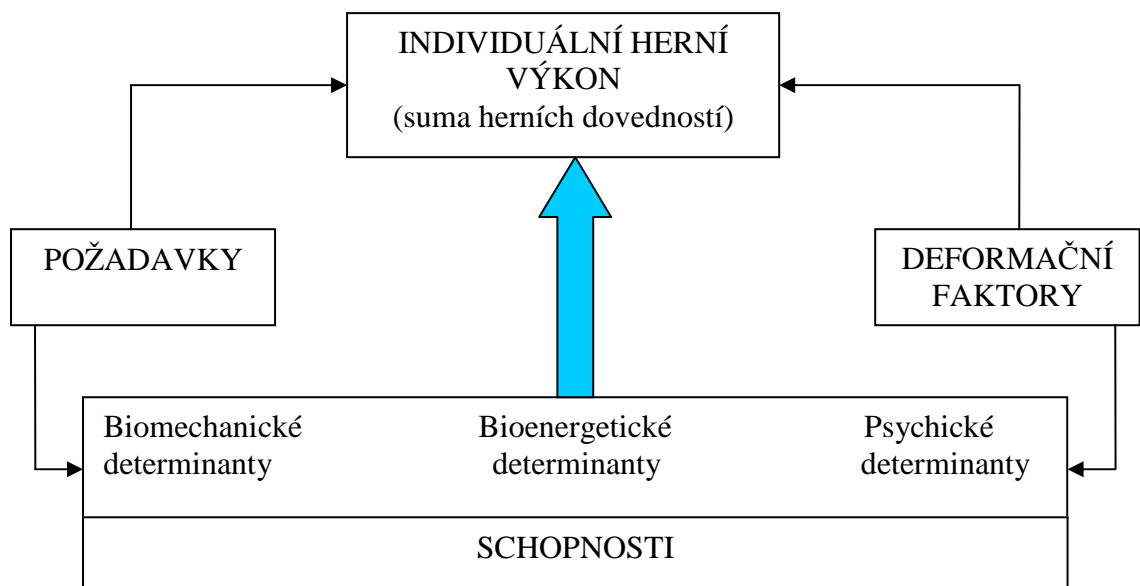 INDIVIDUÁLNÍ HERNÍ
VÝKON
(suma herních dovedností)
POŽADAVKY
DEFORMAČNÍ
FAKTORY
Biomechanické
determinanty
Bioenergetické
determinanty
Psychické
determinanty
SCHOPNOSTI